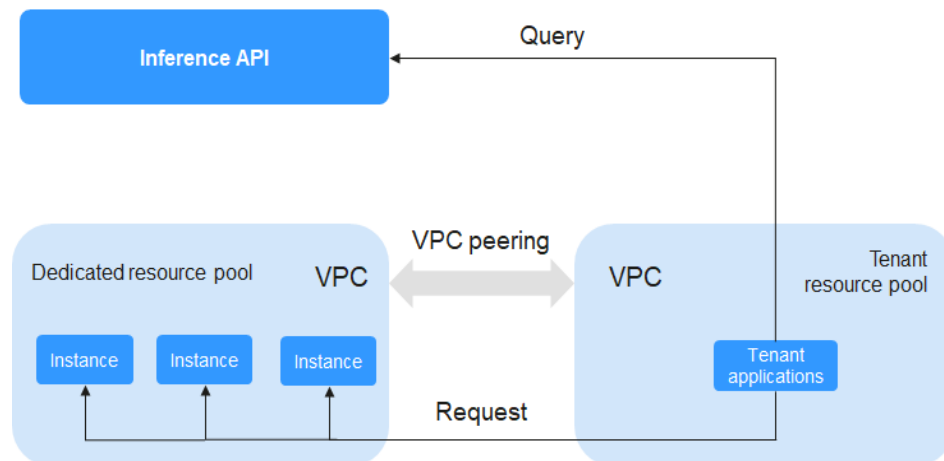 Query
Inference API
VPC peering
Dedicated resource pool
VPC
VPC
Tenant
resource pool
Instance
Instance
Instance
Tenant
applications
Request